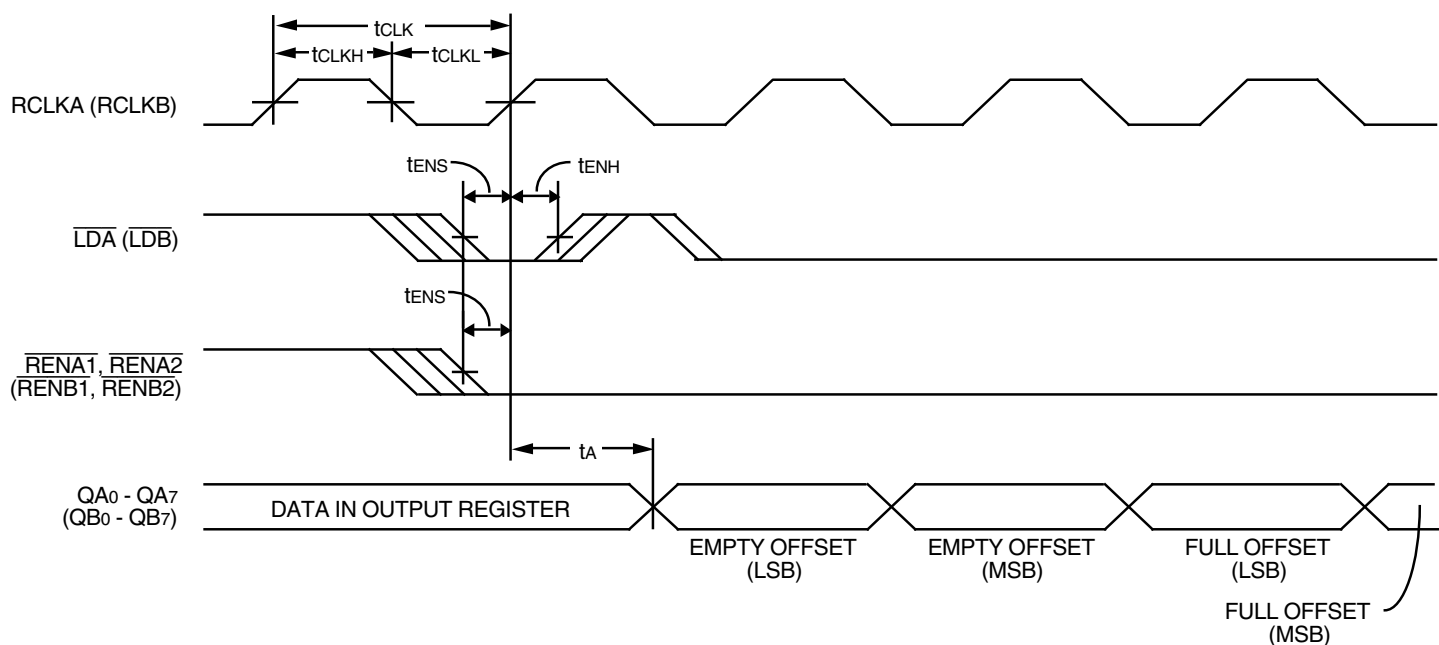 tCLK
tCLKH
tCLKL
RCLKA (RCLKB)
tENS
tENH
LDA (LDB)
tENS
RENA1, RENA2
(RENB1, RENB2)
tA
QA0 - QA7
(QB0 - QB7)
DATA IN OUTPUT REGISTER
EMPTY OFFSET
(LSB)
EMPTY OFFSET
(MSB)
FULL OFFSET
(LSB)
FULL OFFSET
(MSB)